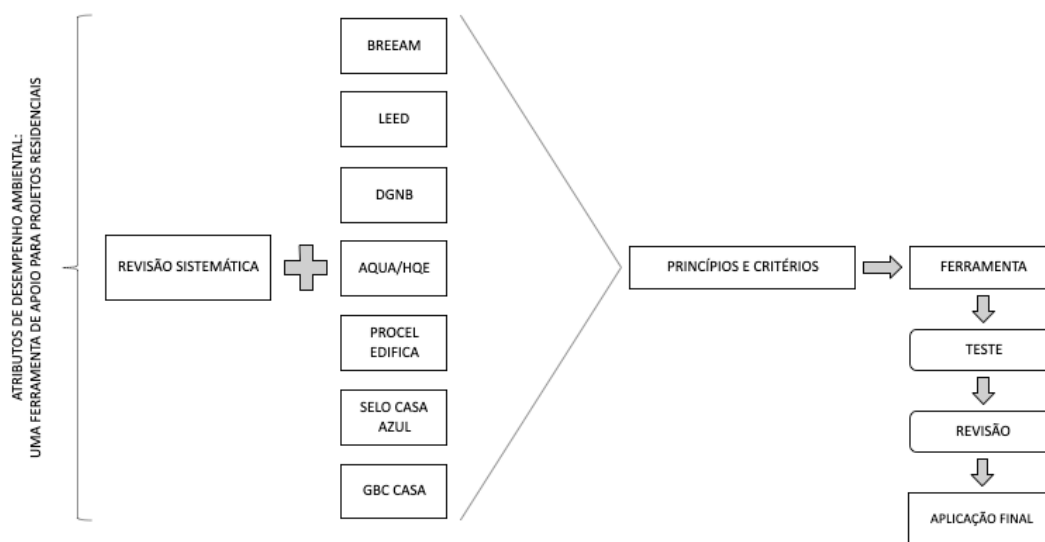 ATRIBUTOS DE DESEMPENHO AMBIENTAL:
UMA FERRAMENTA DE APOIO PARA PROJETOS RESIDENCIAIS
REVISÃO SISTEMÁTICA
BREEAM
LEED
DGNB
AQUA/HQE
PROCEL
EDIFICA
SELO CASA
AZUL
GBC CASA
PRINCÍPIOS E CRITÉRIOS
FERRAMENTA
TESTE
REVISÃO
APLICAÇÃO FINAL